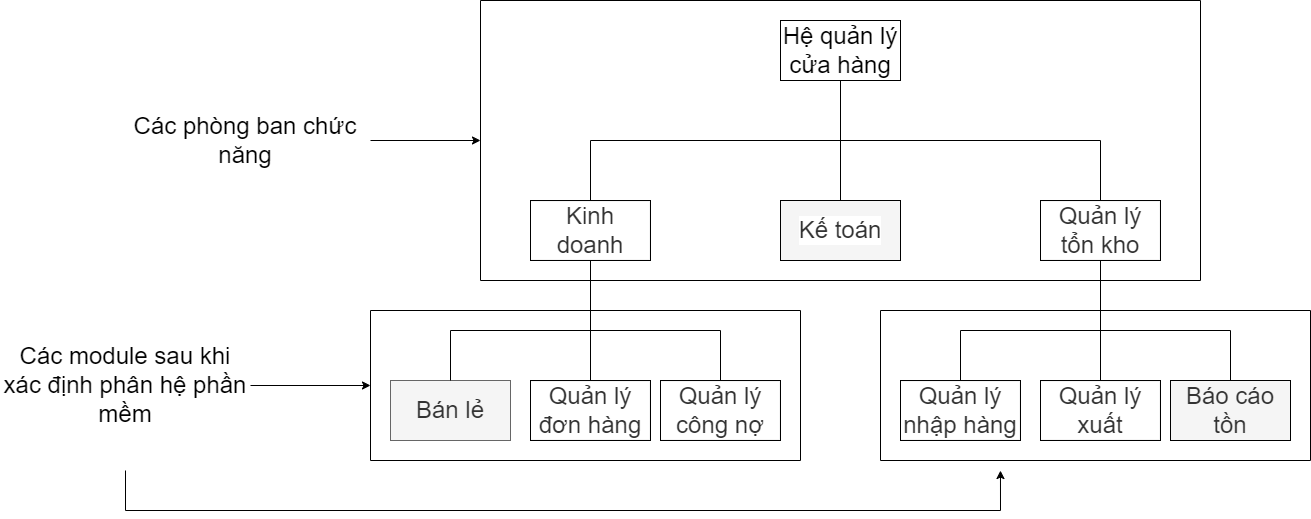 Hệ quản lý
cửa hàng
Các phòng ban chức
năng
Kinh
doanh
Kế toán
Quản lý
tổn kho
Các module sau khi
xác định phân hệ phần
mềm
Bán lẻ
Quản lý
đơn hàng
Quản lý
công nợ
Quản lý
nhập hàng
Quản lý
xuất
Báo cáo
tồn